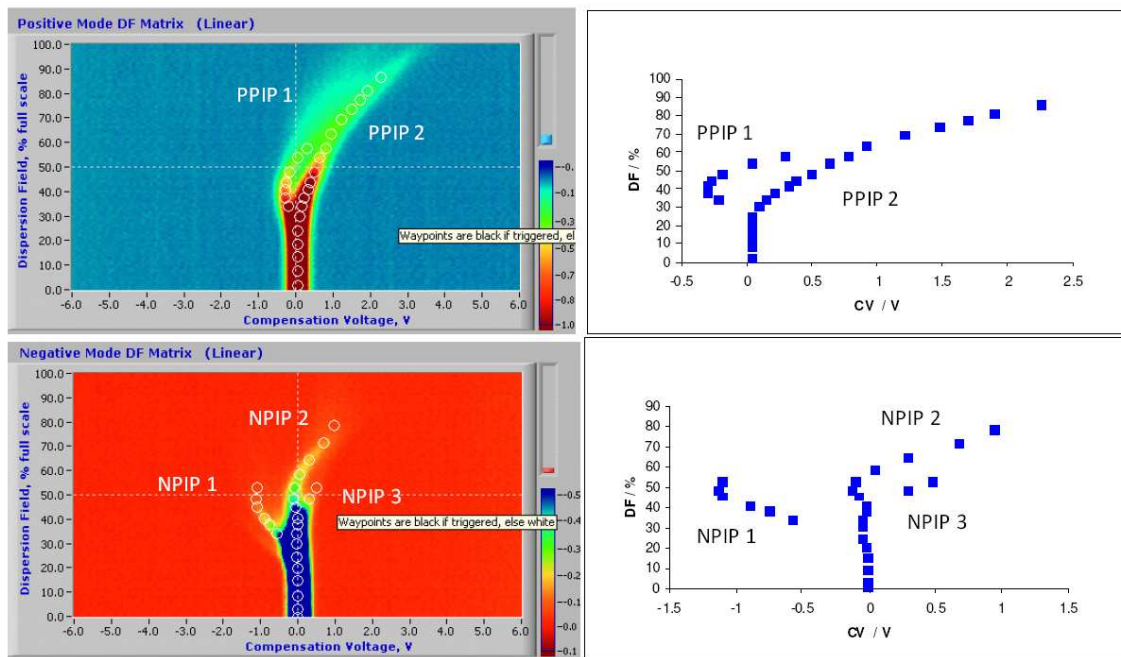 Positive Mode DF Matrix (Linear)
Dispersion Field, % full scale
100.0
90.0
80.0
70.0
60.0
50.0
40.0
30.0
20.0
10.0
0.0
PPIP 1
PPIP 2
Waypoints are black if triggered, el
-6.0 -5.0 -4.0 -3.0 -2.0 -1.0 0.0 1.0 2.0 3.0 4.0 5.0 6.0
Compensation Voltage, V
-0.
-0.1
-0.3
-0.5
-0.7
-0.8
-1.0
DF / %
100
90
80
70
60
50
40
30
20
10
0
PPIP 1
PPIP 2
-0.5 0 0.5 1 1.5 2 2.5
CV / V
Negative Mode DF Matrix (Linear)
Dispersion Field, % full scale
100.0
90.0
80.0
70.0
60.0
50.0
40.0
30.0
20.0
10.0
0.0
NPIP 2
NPIP 1
NPIP 3
Waypoints are black if triggered, else white
-6.0 -5.0 -4.0 -3.0 -2.0 -1.0 0.0 1.0 2.0 3.0 4.0 5.0 6.0
Compensation Voltage, V
-0.5
-0.4
-0.3
-0.2
-0.1
-0.0
0.1
DF / %
90
80
70
60
50
40
30
20
10
0
NPIP 2
NPIP 1
NPIP 3
-1.5 -1 -0.5 0 0.5 1 1.5
CV / V